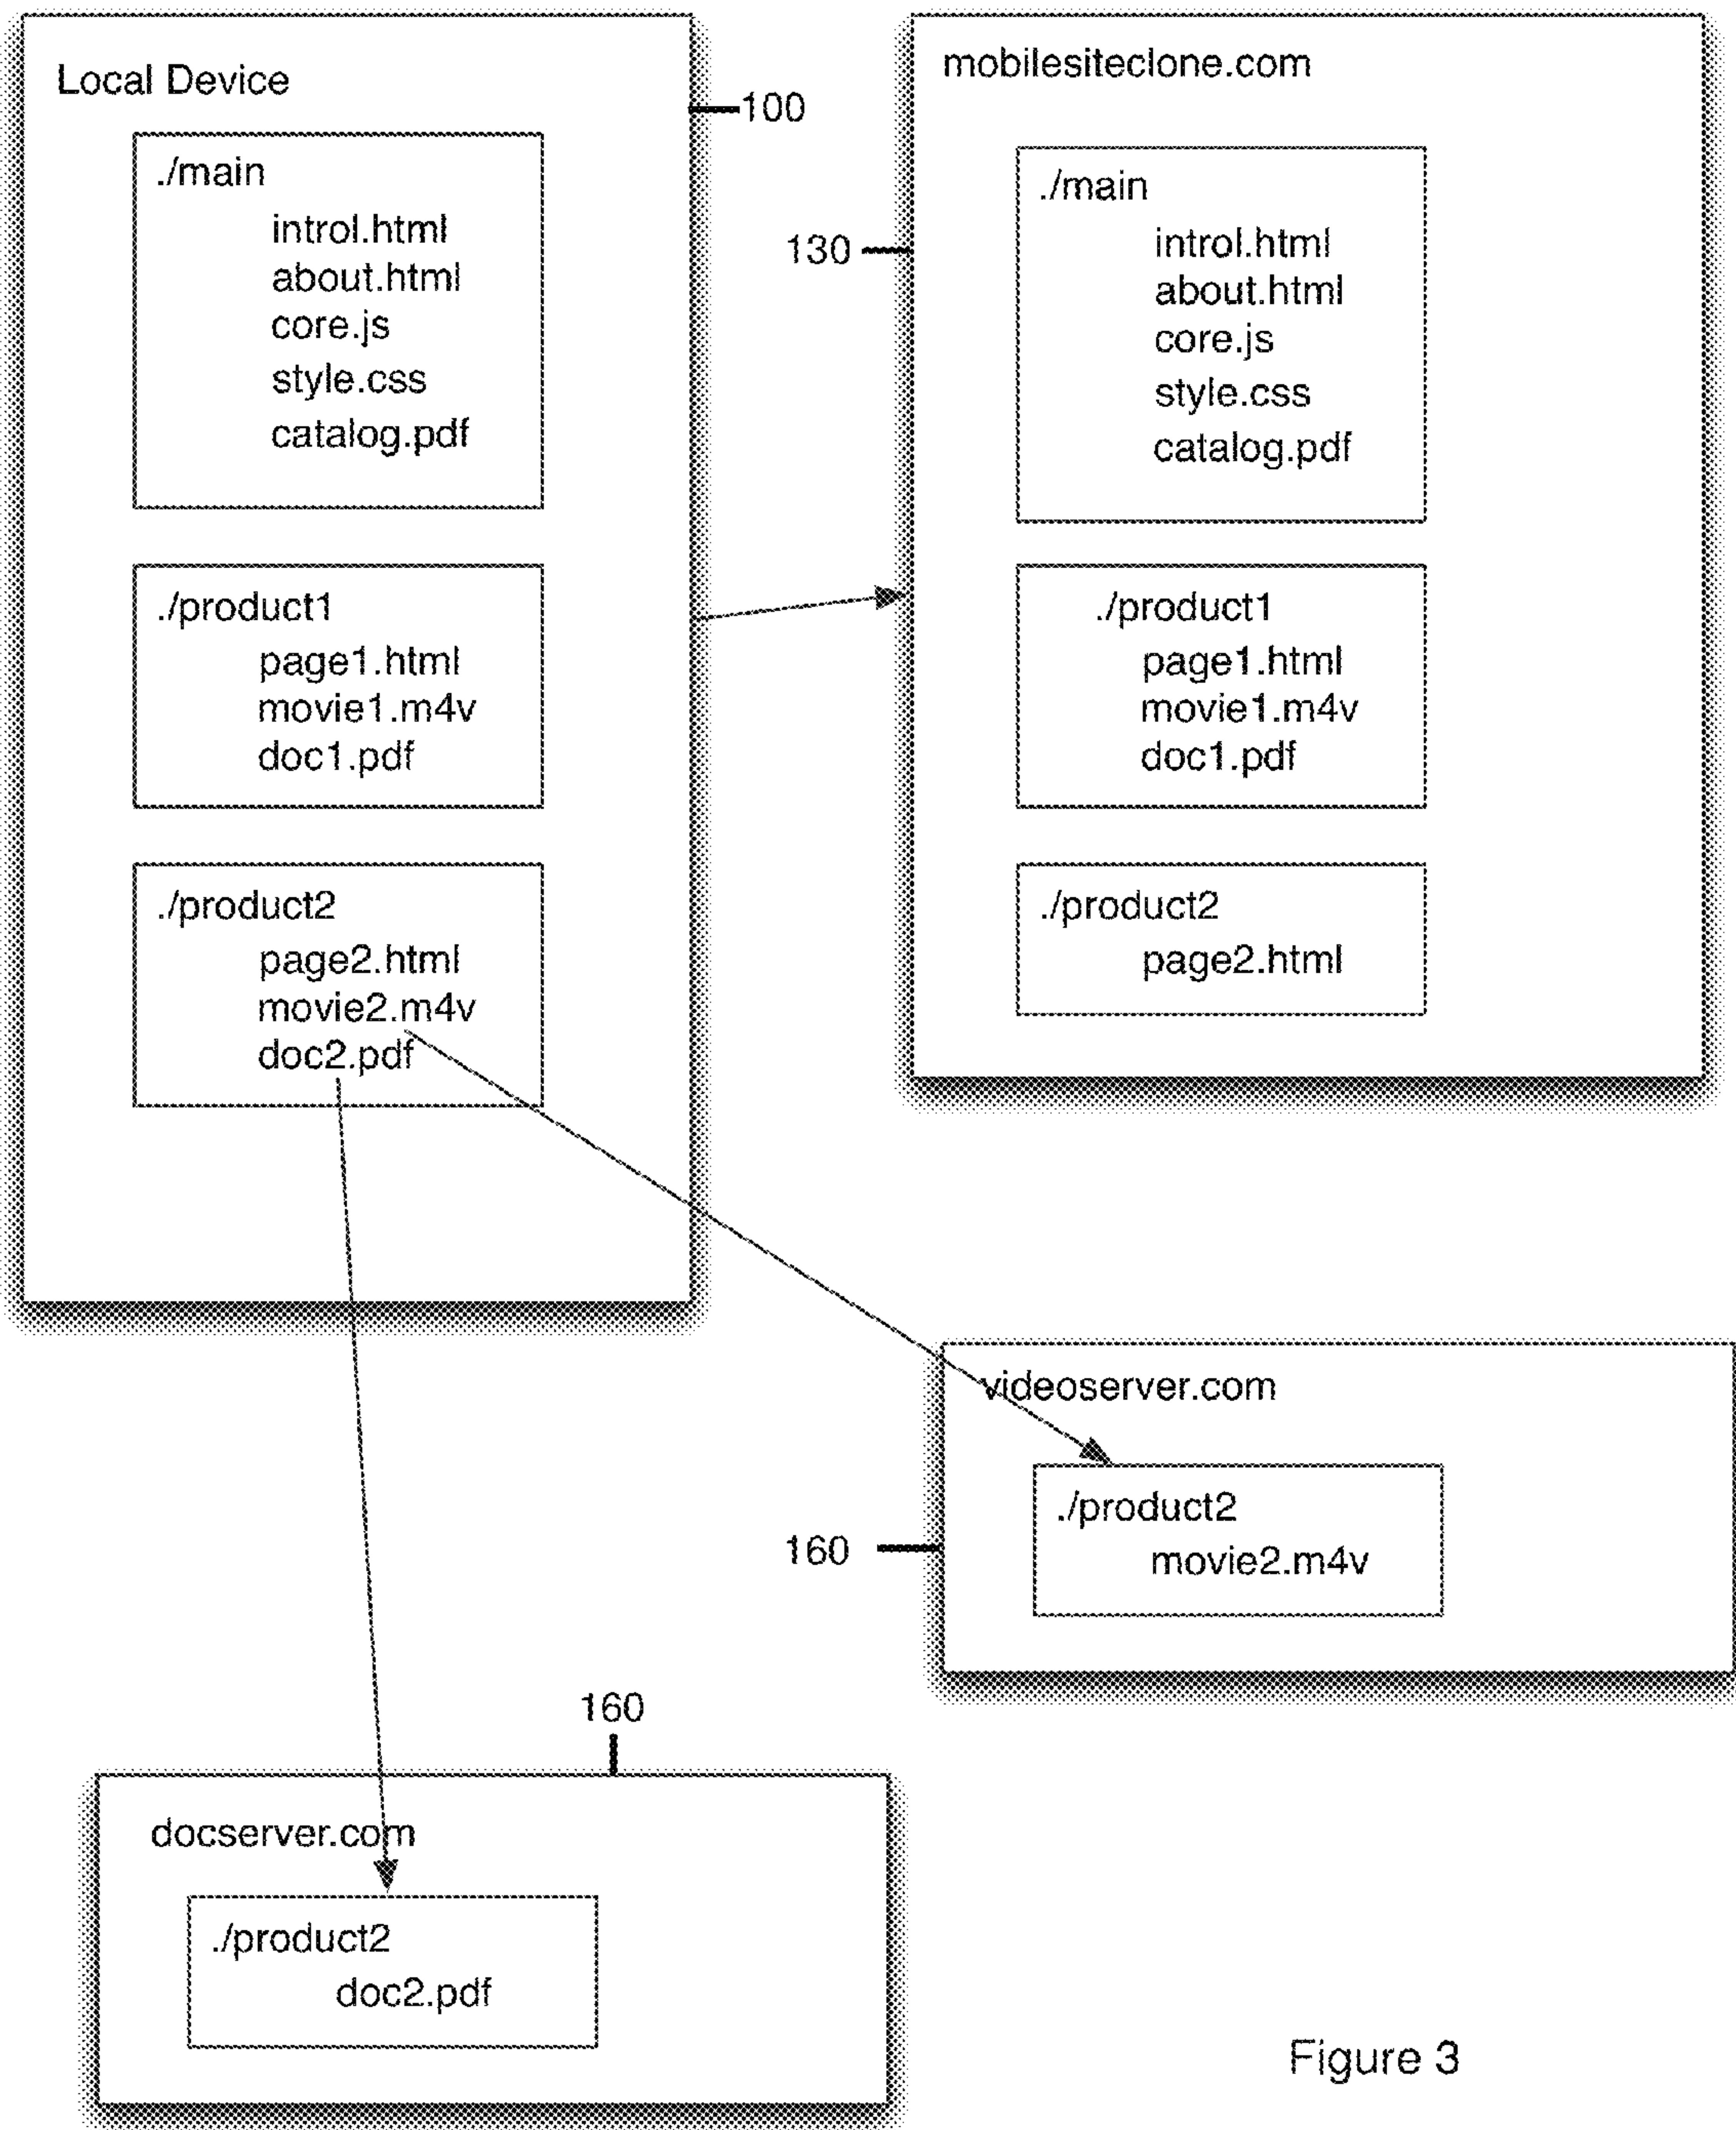 Local Device
100
./main
introl.html
about.html
core.js
style.css
catalog.pdf
./product1
page1.html
movie1.m4v
doc1.pdf
./product2
page2.html
movie2.m4v
doc2.pdf
mobilesiteclone.com
130
./main
introl.html
about.html
core.js
style.css
catalog.pdf
./product1
page1.html
movie1.m4v
doc1.pdf
./product2
page2.html
videoserver.com
160
./product2
movie2.m4v
160
docserver.com
./product2
doc2.pdf
Figure 3